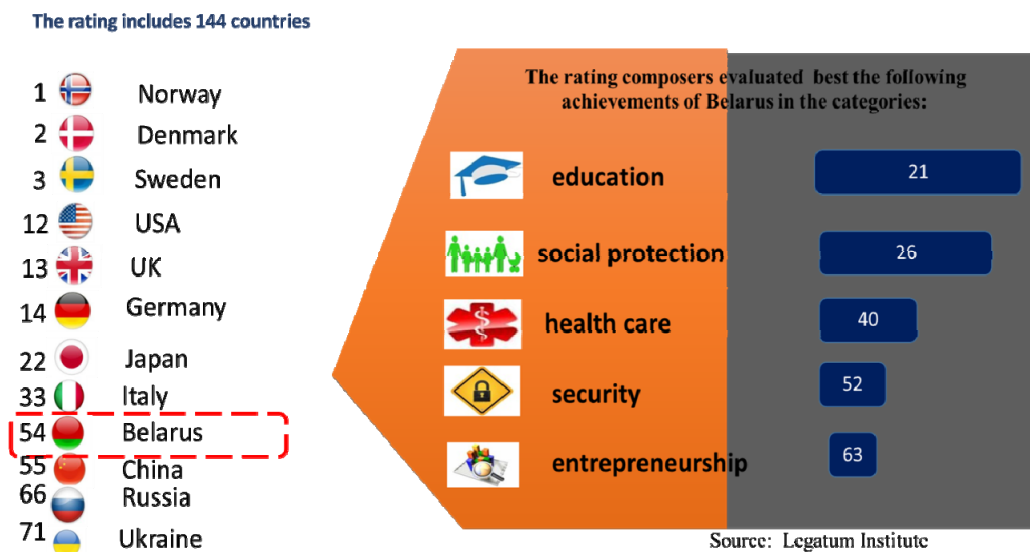 The rating includes 144 countries
1 Norway
2 Denmark
3 Sweden
12 USA
13 UK
14 Germany
22 Japan
33 Italy
54 Belarus
55 China
66 Russia
71 Ukraine
The rating composers evaluated best the following
achievements of Belarus in the categories:
education 21
social protection 26
health care 40
security 52
entrepreneurship 63
Source: Legatum Institute